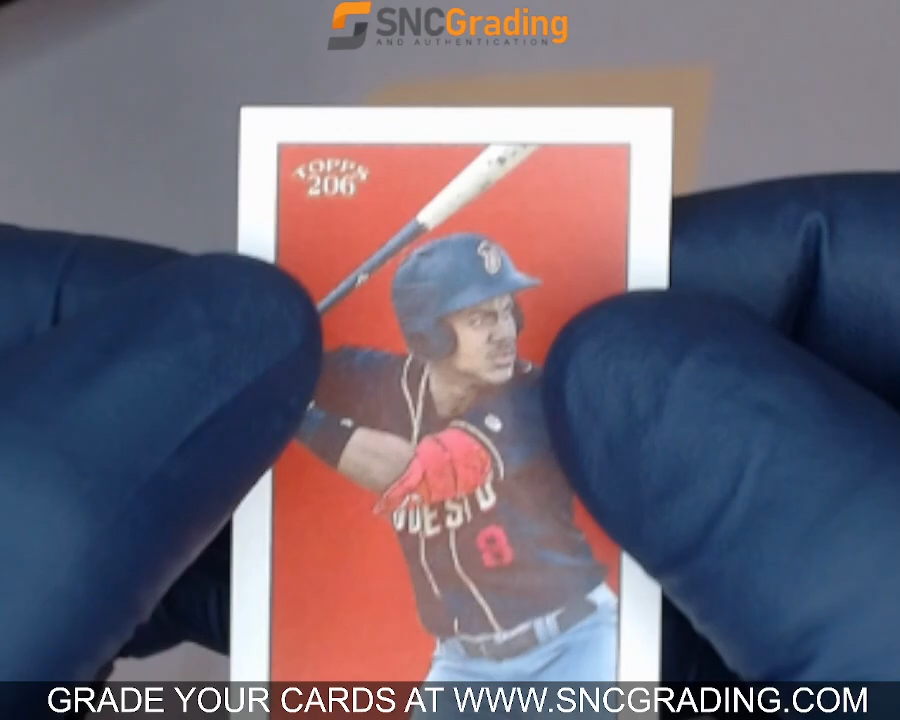 SNCGrading
AND AUTHENTICATION
TOPPS
206
8
GRADE YOUR CARDS AT WWW.SNCGRADING.COM